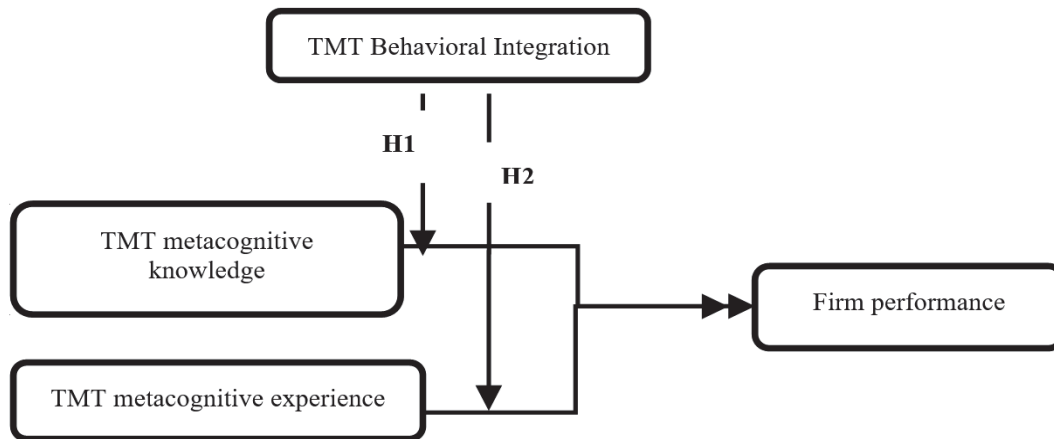 TMT Behavioral Integration
H1
H2
TMT metacognitive
knowledge
Firm performance
TMT metacognitive experience